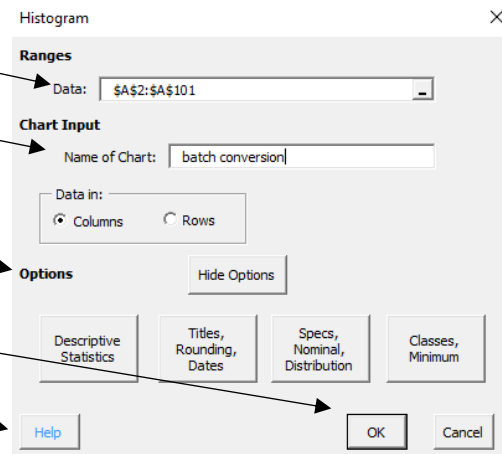 Histogram
Ranges
Data: $A$2:$A$101
Chart Input
Name of Chart: batch conversion
Data in:
Columns Rows
Options Hide Options
Descriptive Statistics
Titles, Rounding, Dates
Specs, Nominal, Distribution
Classes, Minimum
Help OK Cancel